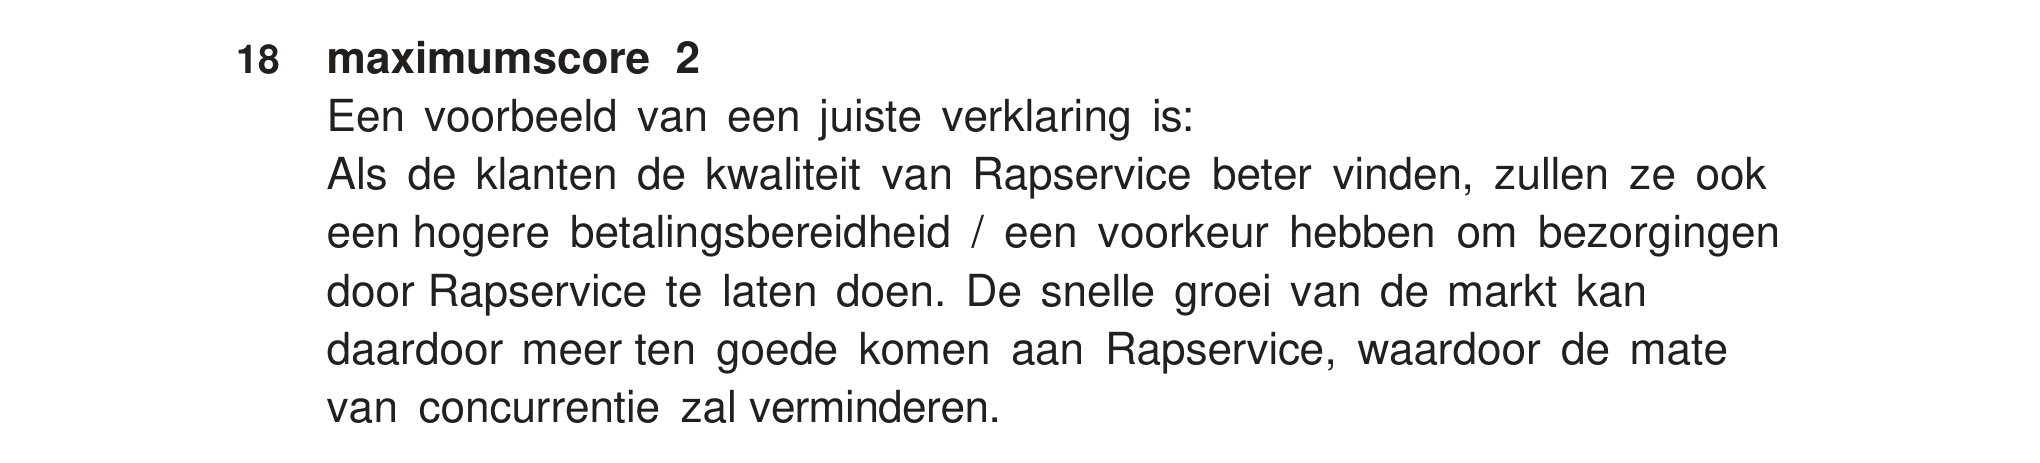 18 maximumscore 2
Een voorbeeld van een juiste verklaring is:
Als de klanten de kwaliteit van Rapservice beter vinden, zullen ze ook
een hogere betalingsbereidheid / een voorkeur hebben om bezorgingen
door Rapservice te laten doen. De snelle groei van de markt kan
daardoor meer ten goede komen aan Rapservice, waardoor de mate
van concurrentie zal verminderen.